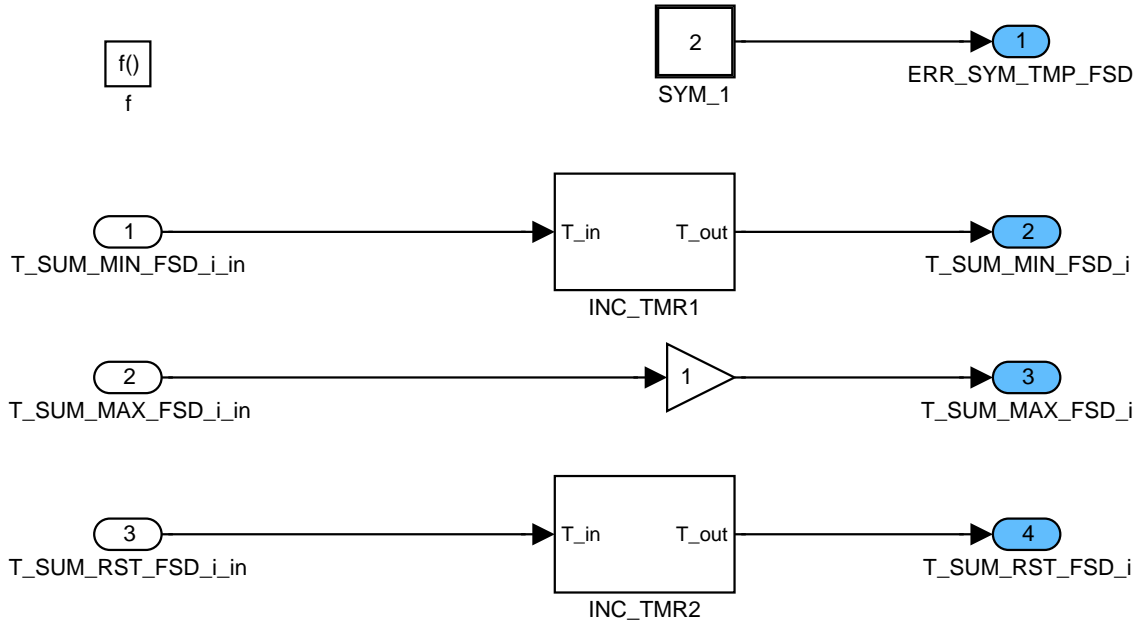 2
1
f()
SYM_1
ERR_SYM_TMP_FSD
f
1
T_in
T_out
2
T_SUM_MIN_FSD_i_in
T_SUM_MIN_FSD_i
INC_TMR1
2
1
3
T_SUM_MAX_FSD_i_in
T_SUM_MAX_FSD_i
3
T_in
T_out
4
T_SUM_RST_FSD_i_in
T_SUM_RST_FSD_i
INC_TMR2